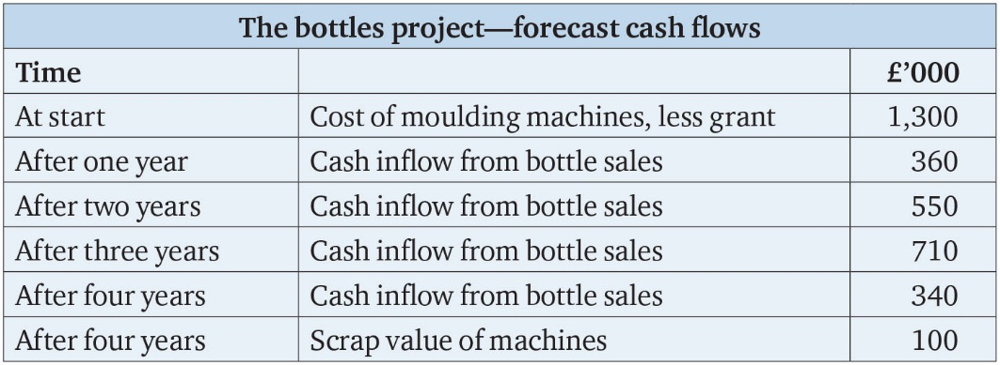 The bottles project—forecast cash flows
Time £’000
At start Cost of moulding machines, less grant 1,300
After one year Cash inflow from bottle sales 360
After two years Cash inflow from bottle sales 550
After three years Cash inflow from bottle sales 710
After four years Cash inflow from bottle sales 340
After four years Scrap value of machines 100